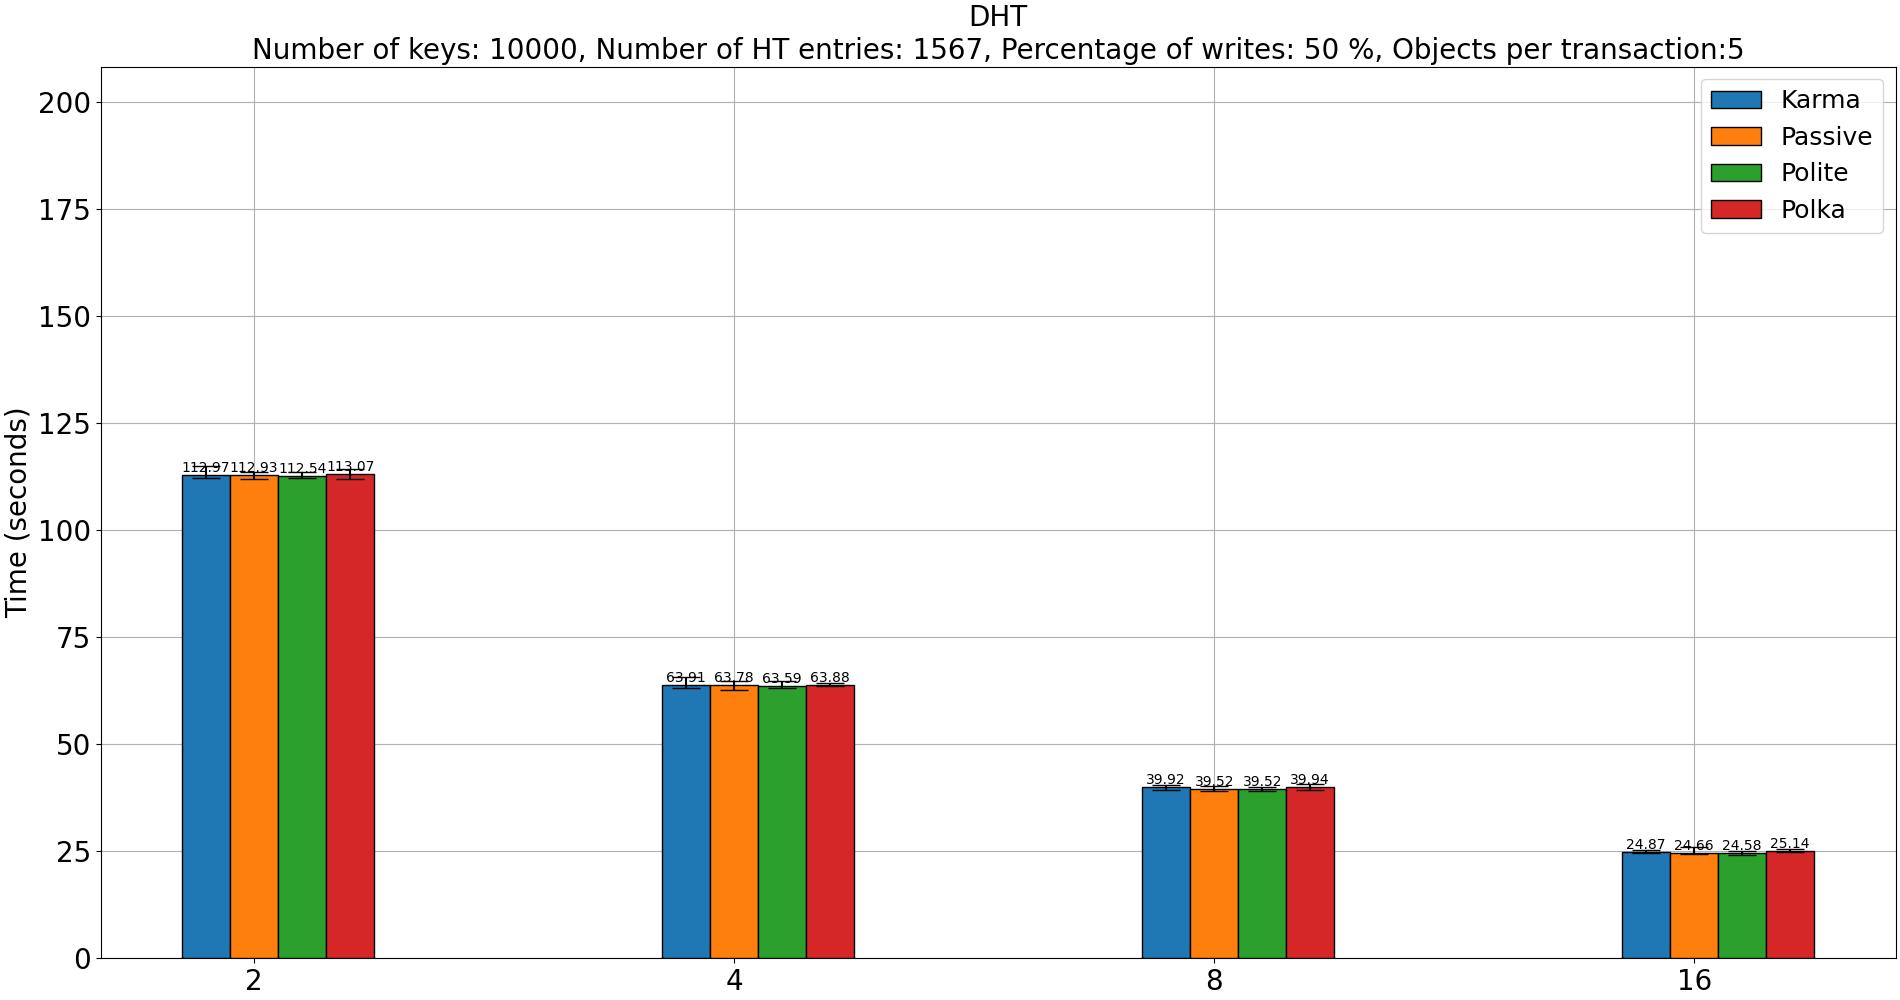 DHT
Number of keys: 10000, Number of HT entries: 1567, Percentage of writes: 50 %, Objects per transaction:5
Karma
Passive
Polite
Polka
Time (seconds)
200
175
150
125
100
75
50
25
0
112.97 112.93 112.54 113.07
63.91 63.78 63.59 63.88
39.92 39.52 39.52 39.94
24.87 24.66 24.58 25.14
2 4 8 16